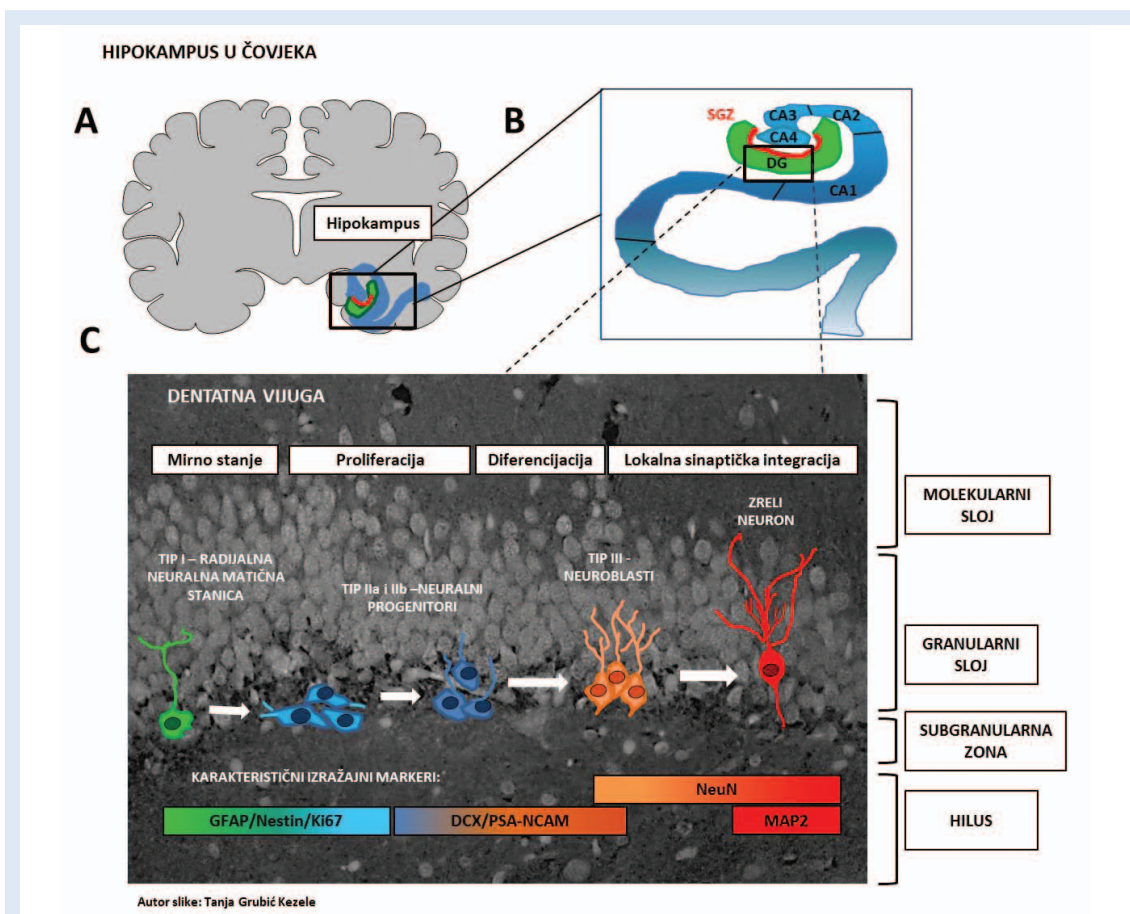 HIPOKAMPUS U ČOVJEKA
A
Hipokampus
B
SGZ
CA3
CA2
CA4
DG
CA1
C
DENTATNA VIJUGA
Mirno stanje
Proliferacija
Diferencijacija
Lokalna sinaptička integracija
ZRELI
NEURON
TIP I – RADIJALNA
NEURALNA MATIČNA
STANICA
TIP IIa i IIb –NEURALNI
PROGENITORI
TIP III -
NEUROBLASTI
KARAKTERISTIČNI IZRAŽAJNI MARKERI:
NeuN
GFAP/Nestin/Ki67
DCX/PSA-NCAM
MAP2
MOLEKULARNI
SLOJ
GRANULARNI
SLOJ
SUBGRANULARNA
ZONA
HILUS
Autor slike: Tanja Grubić Kezele